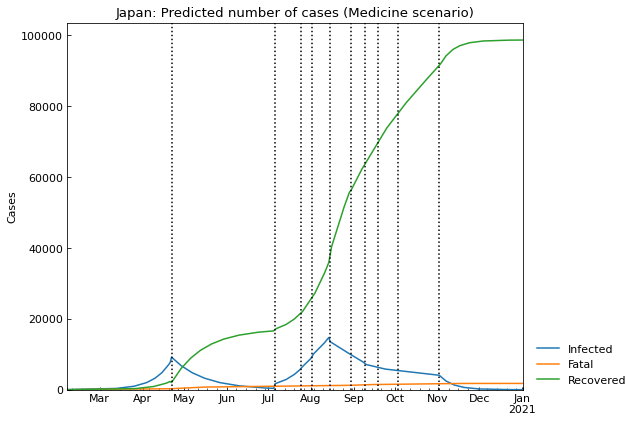 Japan: Predicted number of cases (Medicine scenario)
100000
80000
60000
40000
20000
0
Cases
Mar Apr May Jun Jul Aug Sep Oct Nov Dec Jan
2021
Infected
Fatal
Recovered